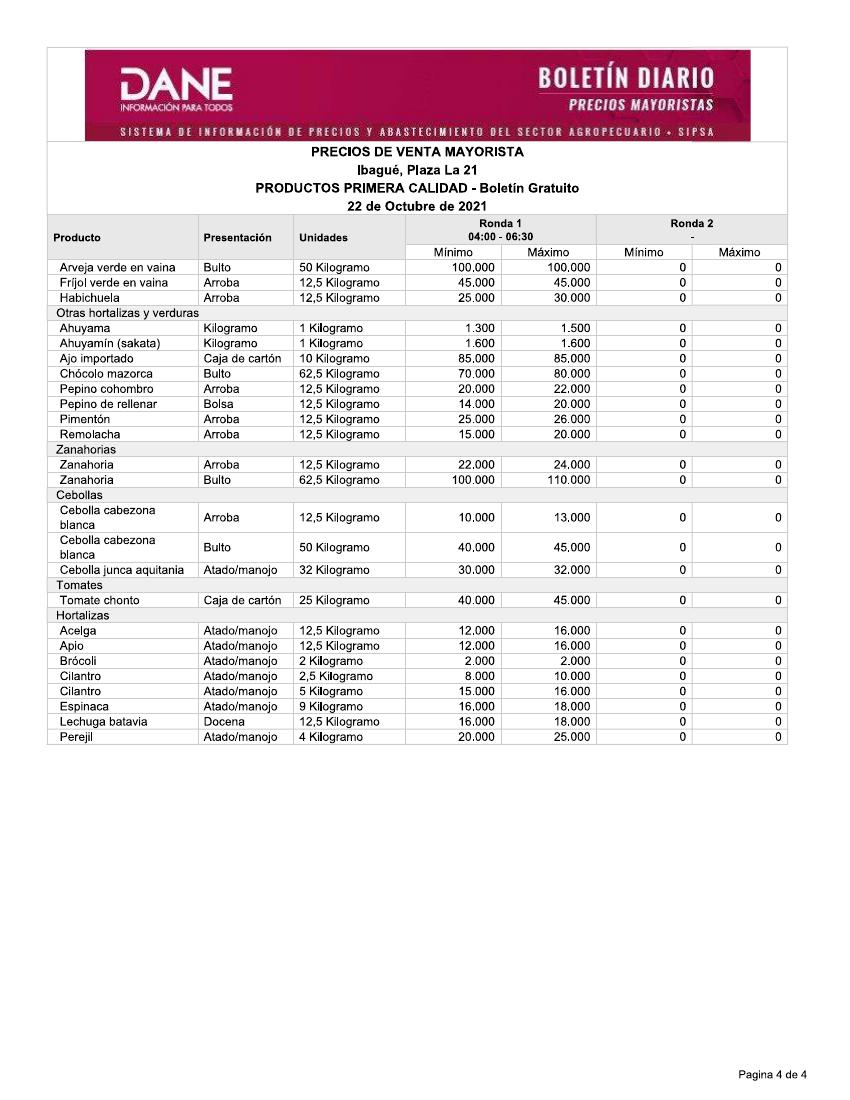 DANE
INFORMACIÓN PARA TODOS
BOLETÍN DIARIO
PRECIOS MAYORISTAS
SISTEMA DE INFORMACIÓN DE PRECIOS Y ABASTECIMIENTO DEL SECTOR AGROPECUARIO • SIPSA
PRECIOS DE VENTA MAYORISTA
Ibagué, Plaza La 21
PRODUCTOS PRIMERA CALIDAD - Boletín Gratuito
22 de Octubre de 2021
Producto Presentación Unidades Ronda 1 Ronda 2
04:00 - 06:30 -
Mínimo Máximo Mínimo Máximo
Arveja verde en vaina Bulto 50 Kilogramo 100.000 100.000 0 0
Fríjol verde en vaina Arroba 12,5 Kilogramo 45.000 45.000 0 0
Habichuela Arroba 12,5 Kilogramo 25.000 30.000 0 0
Otras hortalizas y verduras
Ahuyama Kilogramo 1 Kilogramo 1.300 1.500 0 0
Ahuyamín (sakata) Kilogramo 1 Kilogramo 1.600 1.600 0 0
Ajo importado Caja de cartón 10 Kilogramo 85.000 85.000 0 0
Chócolo mazorca Bulto 62,5 Kilogramo 70.000 80.000 0 0
Pepino cohombro Arroba 12,5 Kilogramo 20.000 22.000 0 0
Pepino de rellenar Bolsa 12,5 Kilogramo 14.000 20.000 0 0
Pimentón Arroba 12,5 Kilogramo 25.000 26.000 0 0
Remolacha Arroba 12,5 Kilogramo 15.000 20.000 0 0
Zanahorias
Zanahoria Arroba 12,5 Kilogramo 22.000 24.000 0 0
Zanahoria Bulto 62,5 Kilogramo 100.000 110.000 0 0
Cebollas
Cebolla cabezona
blanca Arroba 12,5 Kilogramo 10.000 13.000 0 0
Cebolla cabezona
blanca Bulto 50 Kilogramo 40.000 45.000 0 0
Cebolla junca aquitania Atado/manojo 32 Kilogramo 30.000 32.000 0 0
Tomates
Tomate chonto Caja de cartón 25 Kilogramo 40.000 45.000 0 0
Hortalizas
Acelga Atado/manojo 12,5 Kilogramo 12.000 16.000 0 0
Apio Atado/manojo 12,5 Kilogramo 12.000 16.000 0 0
Brócoli Atado/manojo 2 Kilogramo 2.000 2.000 0 0
Cilantro Atado/manojo 2,5 Kilogramo 8.000 10.000 0 0
Cilantro Atado/manojo 5 Kilogramo 15.000 16.000 0 0
Espinaca Atado/manojo 9 Kilogramo 16.000 18.000 0 0
Lechuga batavia Docena 12,5 Kilogramo 16.000 18.000 0 0
Perejil Atado/manojo 4 Kilogramo 20.000 25.000 0 0
Pagina 4 de 4